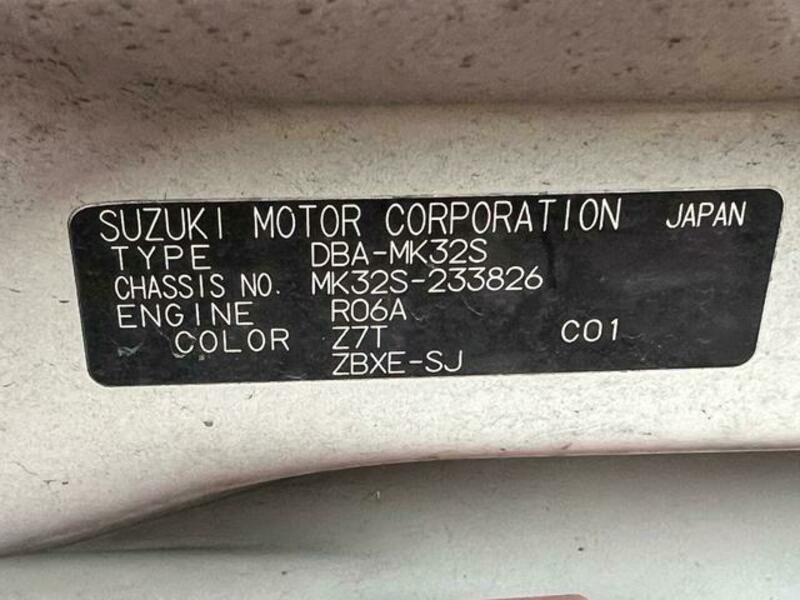 SUZUKI MOTOR CORPORATION JAPAN
TYPE DBA-MK32S
CHASSIS NO. MK32S-233826
ENGINE R06A
COLOR Z7T C01
ZBXE-SJ